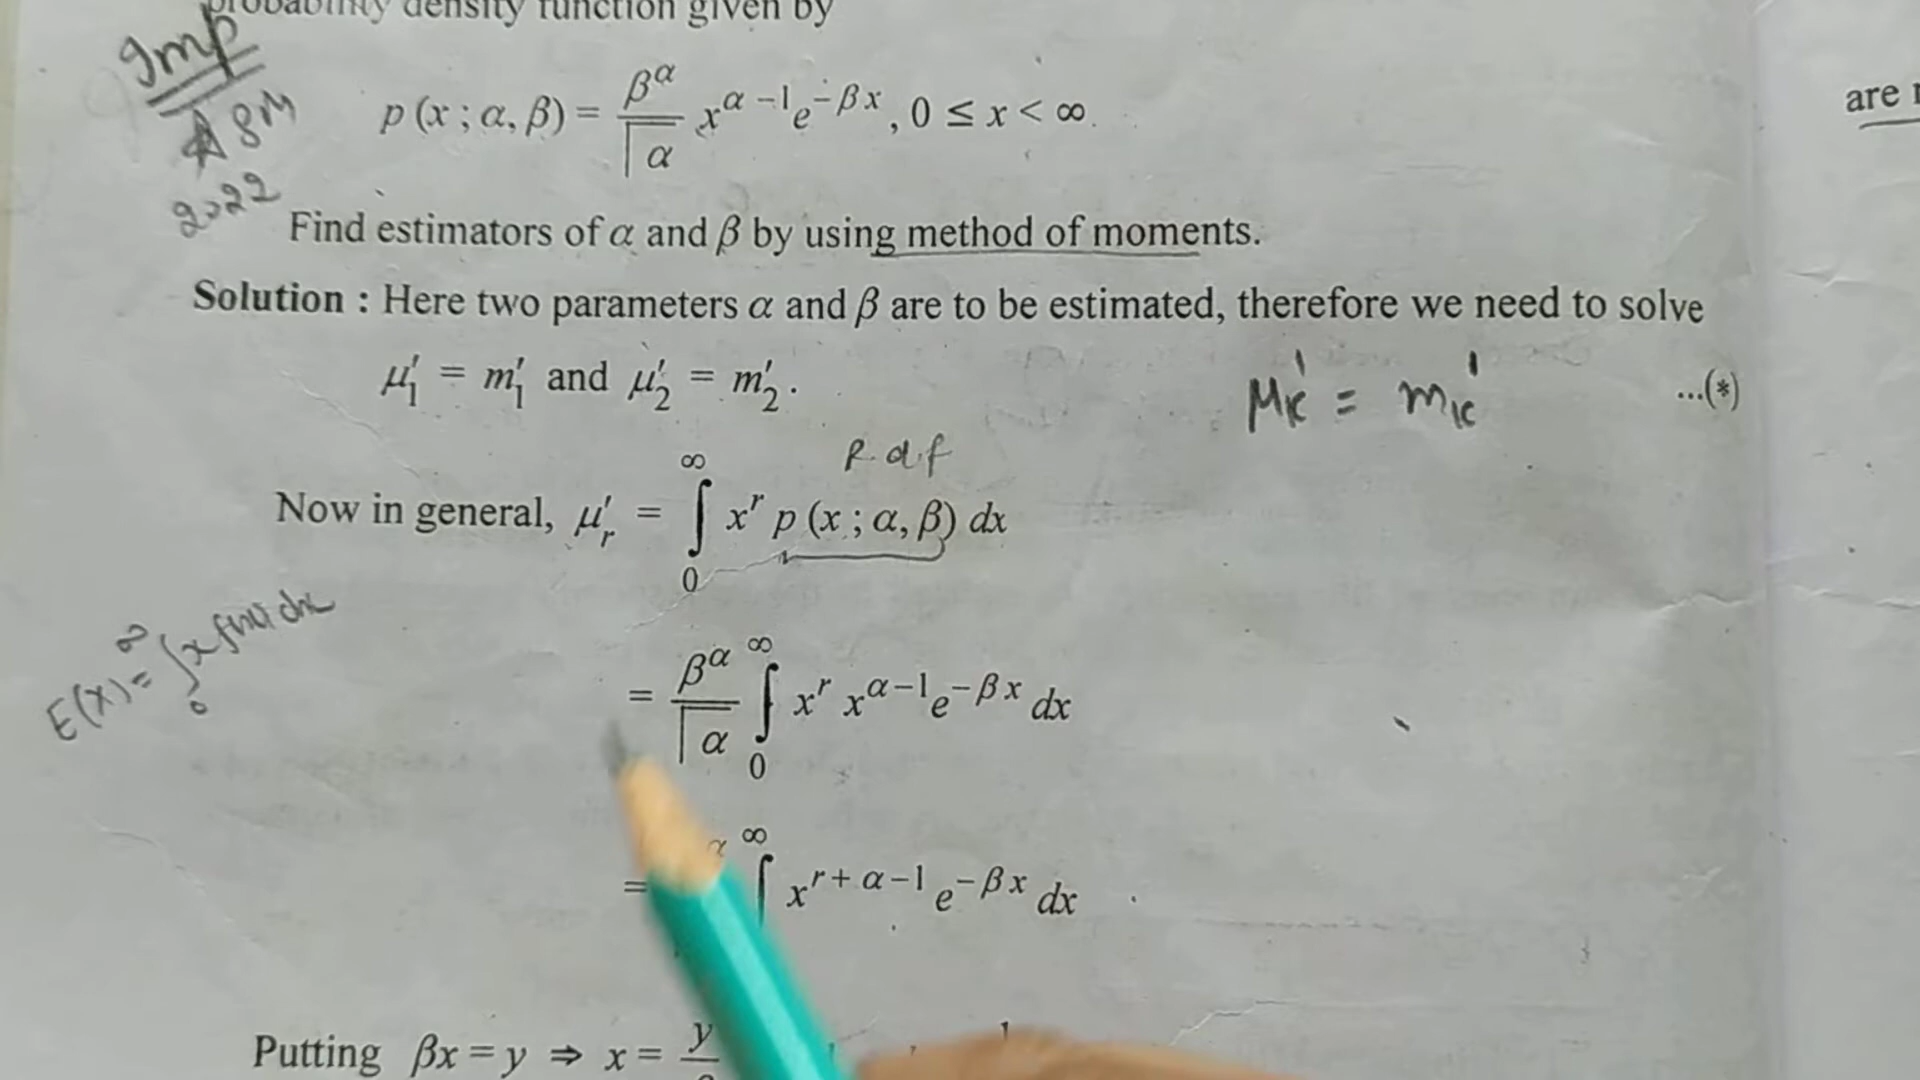 probability density function given by
Imp
8M
2022
p (x ; α, β) = β^α / Γα x^(α −1) e^(−βx) , 0 ≤ x < ∞.
Find estimators of α and β by using method of moments.
Solution : Here two parameters α and β are to be estimated, therefore we need to solve
μ′₁ = m′₁ and μ′₂ = m′₂ . μ′ₖ = mₖ′ ...(*)
P.d.f
Now in general, μ′ᵣ = ∫₀^∞ x^r p (x ; α, β) dx
E(X) = ∫₀^∞ x f(x) dx
= β^α / Γα ∫₀^∞ x^r x^(α−1) e^(−βx) dx
= α ∫^∞ x^(r + α−1) e^(−βx) dx
Putting βx = y ⇒ x = y
are